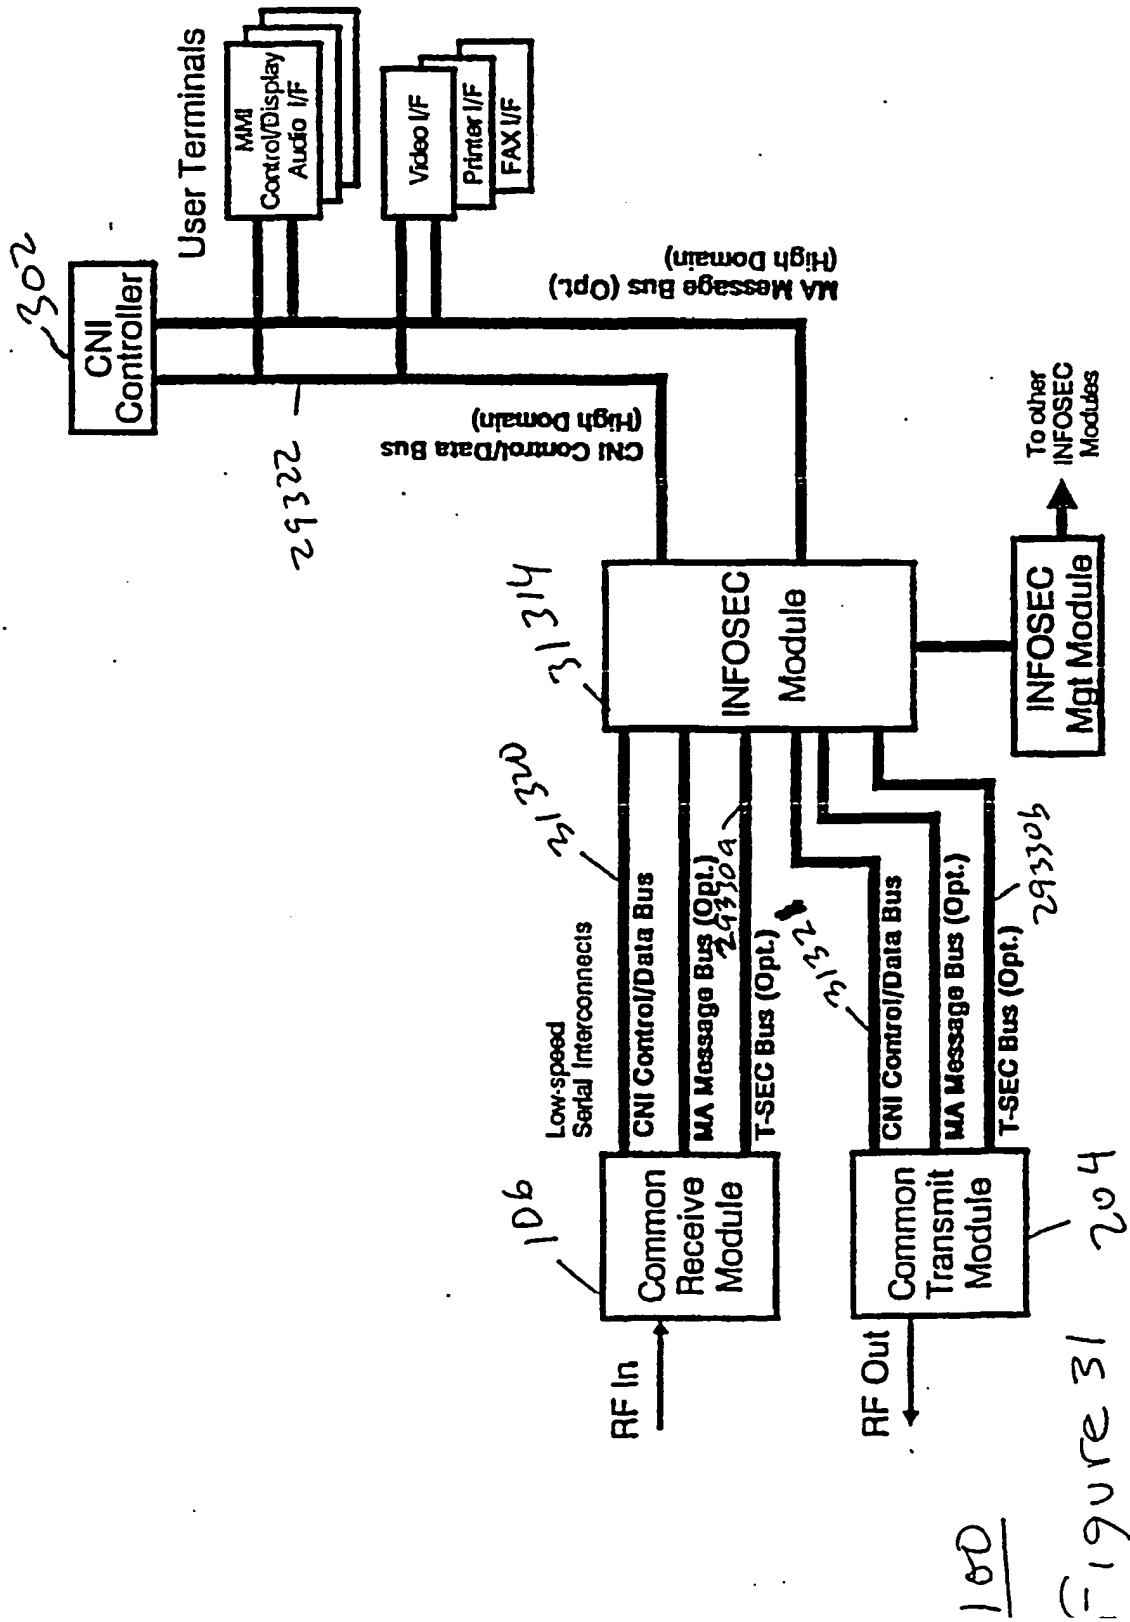 302
CNI
Controller
User Terminals
MMI
Control/Display
Audio I/F
Video I/F
Printer I/F
FAX I/F
29322
CNI Control/Data Bus
(High Domain)
MA Message Bus (Opt.)
(High Domain)
31314
INFOSEC
Module
INFOSEC
Mgt Module
To other
INFOSEC
Modules
31320
Low-speed
Serial Interconnects
CNI Control/Data Bus
MA Message Bus (Opt.)
29330a
T-SEC Bus (Opt.)
3132
CNI Control/Data Bus
MA Message Bus (Opt.)
T-SEC Bus (Opt.)
29330b
106
Common
Receive
Module
RF In
Common
Transmit
Module
204
RF Out
100
Figure 31